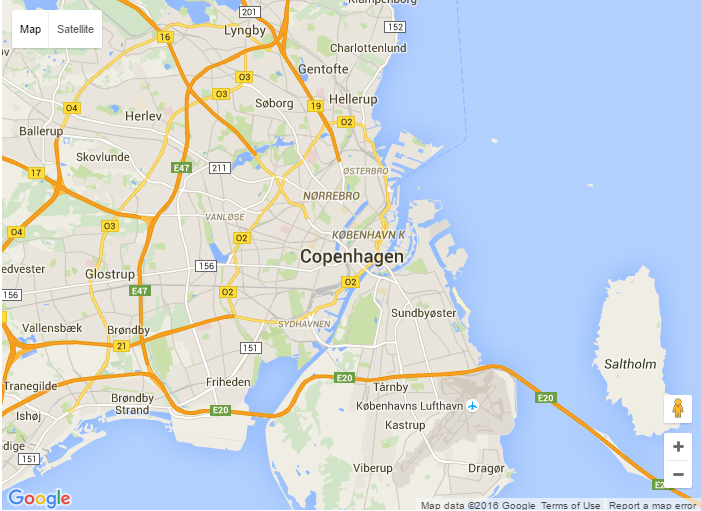 Klampenborg
201
152
Map Satellite
Lyngby
16
Charlottenlund
Gentofte
O3
O3
Søborg
Hellerup
19
O4
Herlev
O2
Ballerup
Skovlunde
E47
211
17
ØSTERBRO
NØRREBRO
VANLØSE
O3
O4
O2
KØBENHAVN K
Copenhagen
156
edvester
Glostrup
O2
156
E47
O2
Sundbyøster
SYDHAVNEN
Vallensbæk
Brøndby
21
151
Saltholm
Tranegilde
Friheden
E20
Tårnby
Brøndby
Strand
E20
E20
Københavns Lufthavn
Ishøj
Kastrup
dige
151
Viberup
Dragør
+
−
Google
Map data ©2016 Google Terms of Use Report a map error